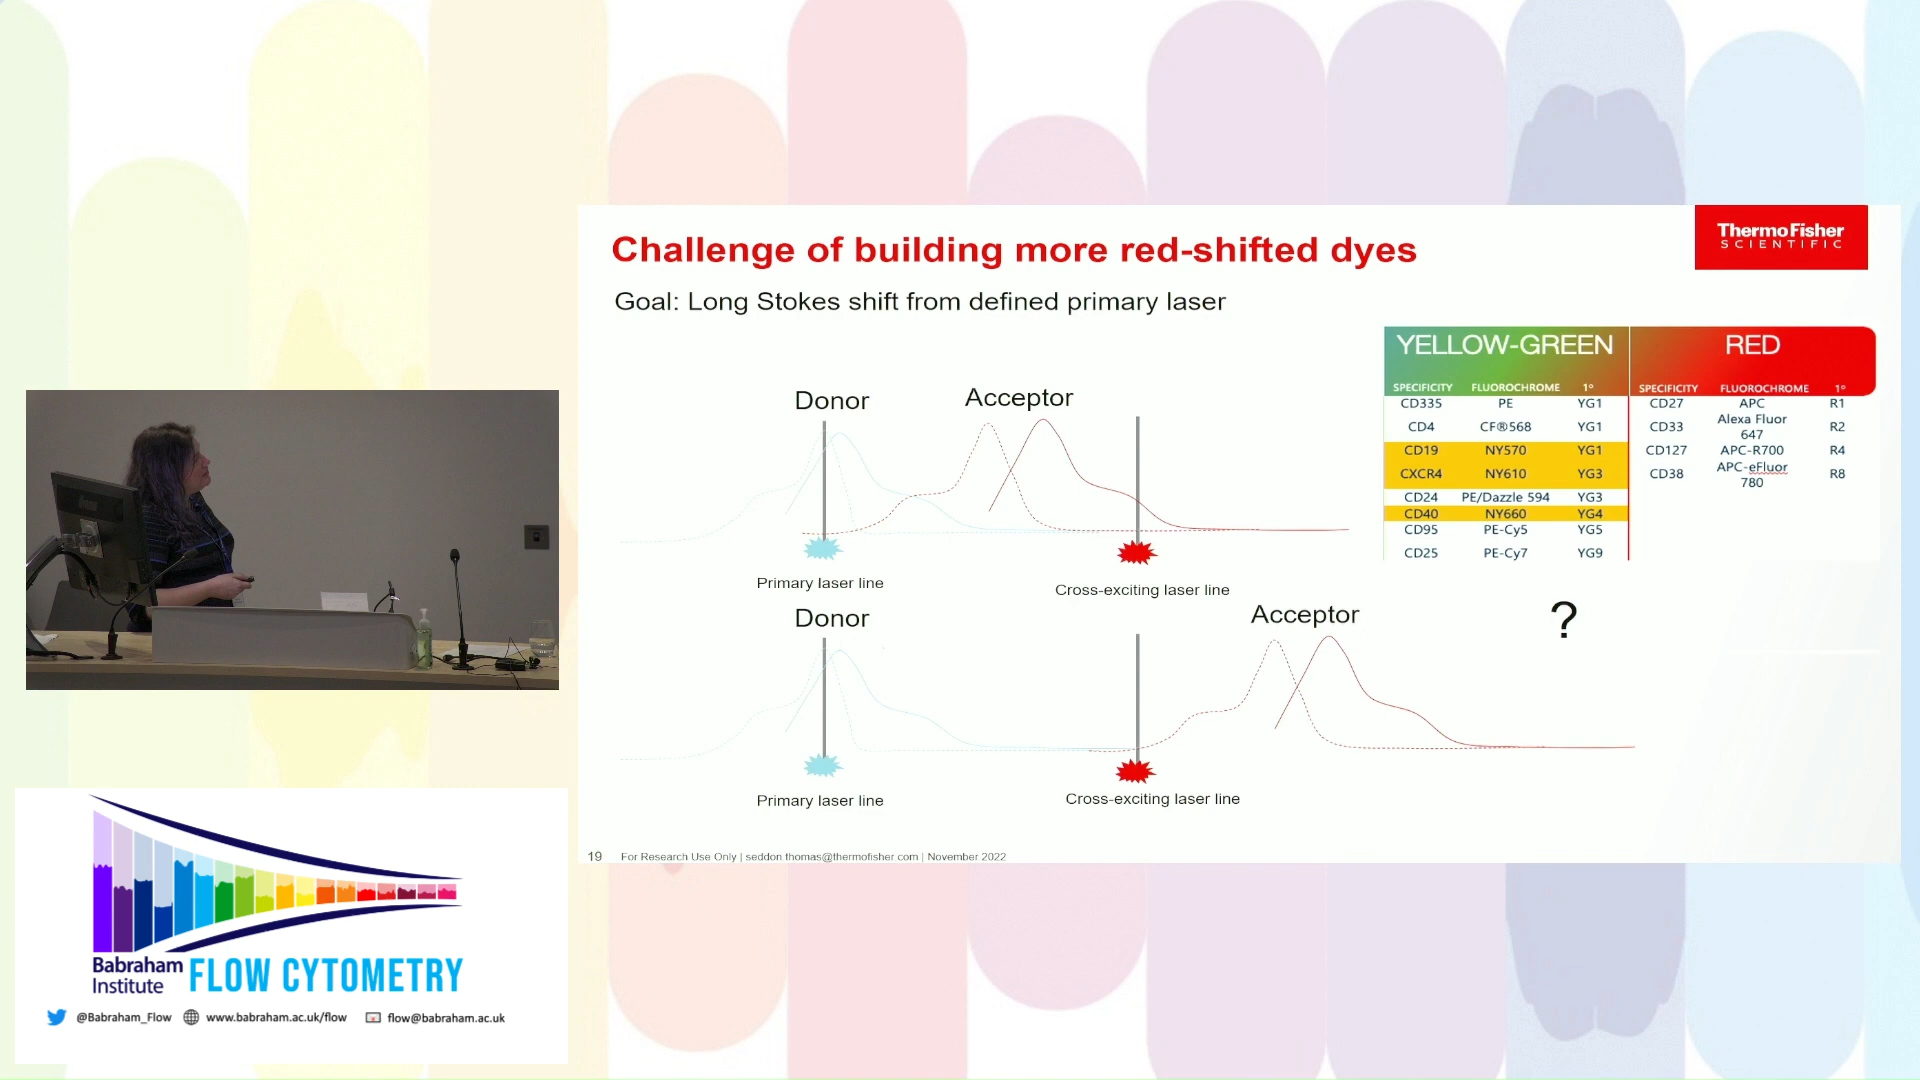 Challenge of building more red-shifted dyes
ThermoFisher
SCIENTIFIC
Goal: Long Stokes shift from defined primary laser
Donor
Acceptor
Primary laser line
Cross-exciting laser line
Donor
Acceptor
Primary laser line
Cross-exciting laser line
YELLOW-GREEN RED
SPECIFICITY FLUOROCHROME 1° SPECIFICITY FLUOROCHROME 1°
CD335 PE YG1 CD27 APC R1
CD4 CF®568 YG1 CD33 Alexa Fluor 647 R2
CD19 NY570 YG1 CD127 APC-R700 R4
CXCR4 NY610 YG3 CD38 APC-eFluor 780 R8
CD24 PE/Dazzle 594 YG3
CD40 NY660 YG4
CD95 PE-Cy5 YG5
CD25 PE-Cy7 YG9
?
19 For Research Use Only | seddon.thomas@thermofisher.com | November 2022
Babraham
Institute
FLOW CYTOMETRY
@Babraham_Flow www.babraham.ac.uk/flow flow@babraham.ac.uk